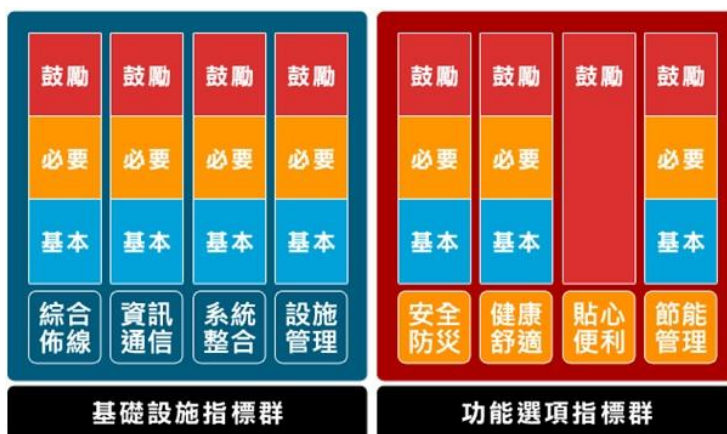 鼓勵 鼓勵 鼓勵 鼓勵
必要 必要 必要 必要
基本 基本 基本 基本
綜合 資訊 系統 設施
佈線 通信 整合 管理
基礎設施指標群
鼓勵 鼓勵 鼓勵 鼓勵
必要 必要 必要
基本 基本 基本
安全 健康 貼心 節能
防災 舒適 便利 管理
功能選項指標群